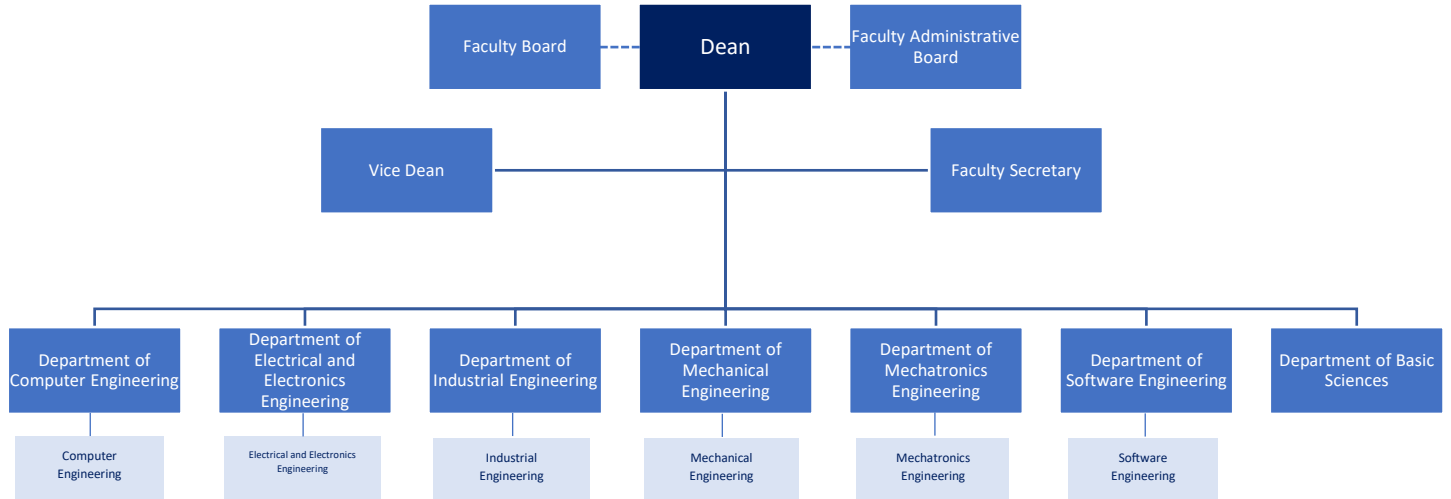 Faculty Board
Dean
Faculty Administrative
Board
Vice Dean
Faculty Secretary
Department of
Computer Engineering
Department of
Electrical and
Electronics
Engineering
Department of
Industrial Engineering
Department of
Mechanical
Engineering
Department of
Mechatronics
Engineering
Department of
Software Engineering
Department of Basic
Sciences
Computer
Engineering
Electrical and Electronics
Engineering
Industrial
Engineering
Mechanical
Engineering
Mechatronics
Engineering
Software
Engineering